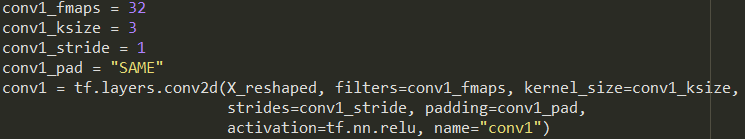 conv1_fmaps = 32
conv1_ksize = 3
conv1_stride = 1
conv1_pad = "SAME"
conv1 = tf.layers.conv2d(X_reshaped, filters=conv1_fmaps, kernel_size=conv1_ksize,
strides=conv1_stride, padding=conv1_pad,
activation=tf.nn.relu, name="conv1")